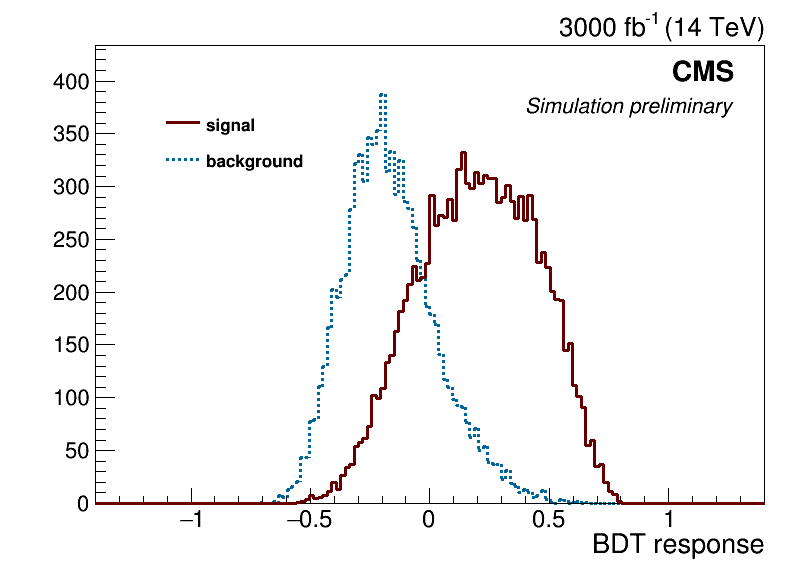 3000 fb⁻¹ (14 TeV)
CMS
Simulation preliminary
signal
background
400
350
300
250
200
150
100
50
0
−1 −0.5 0 0.5 1
BDT response